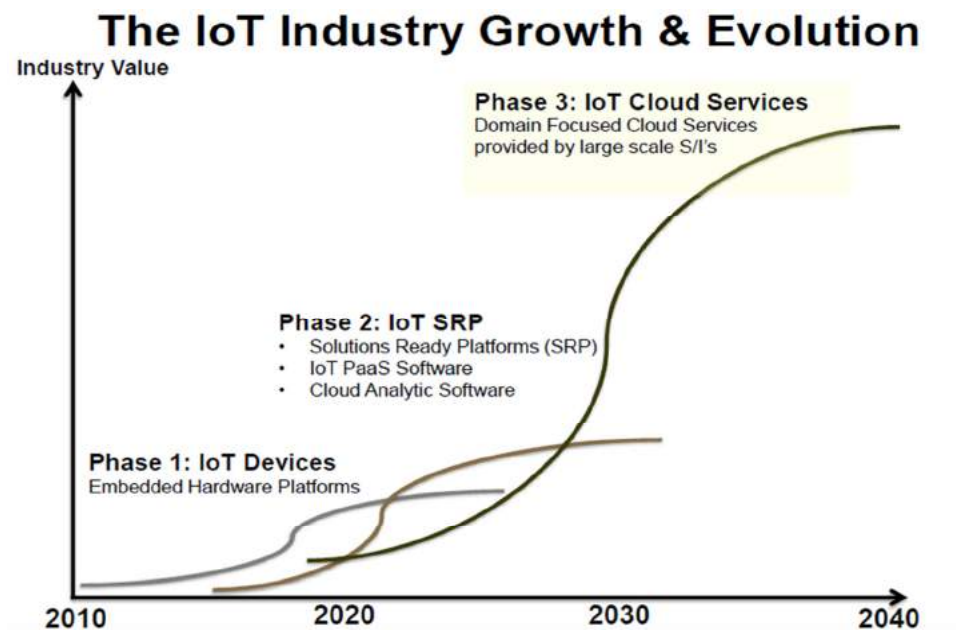 The IoT Industry Growth & Evolution
Industry Value
Phase 3: IoT Cloud Services
Domain Focused Cloud Services
provided by large scale S/I's
Phase 2: IoT SRP
• Solutions Ready Platforms (SRP)
• IoT PaaS Software
• Cloud Analytic Software
Phase 1: IoT Devices
Embedded Hardware Platforms
2010 2020 2030 2040